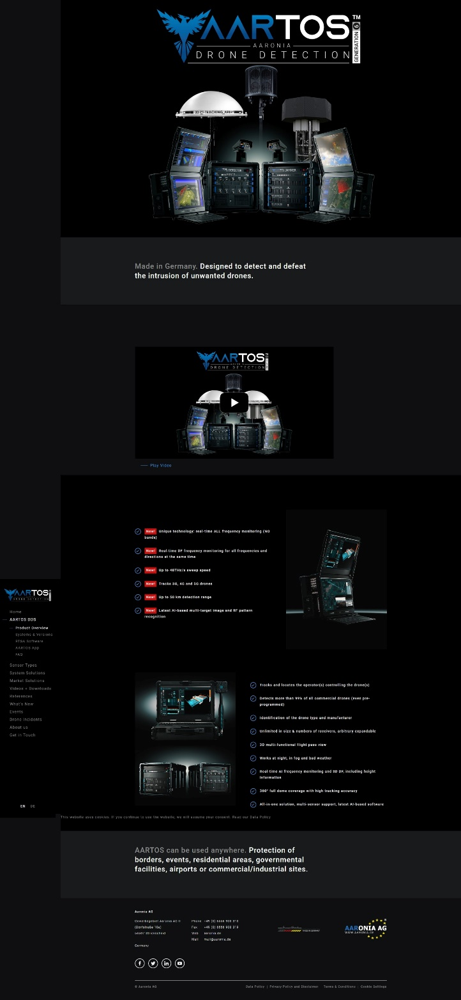 AARTOS™
GENERATION 6
AARONIA
DRONE DETECTION
3D RF TRACKING ARRAY
DETECTOR
JAMMER
Made in Germany. Designed to detect and defeat
the intrusion of unwanted drones.
AARTOS
AARONIA
DRONE DETECTION
Play Video
New! Unique technology: real-time ALL frequency monitoring (NO
bands)
New! Real-time DF frequency monitoring for all frequencies and
directions at the same time
New! Up to 48THz/s sweep speed
New! Tracks 3G, 4G and 5G drones
New! Up to 50 km detection range
New! Latest AI-based multi-target image and RF pattern
recognition
AARTOS
DRONE DETECTION
Home
AARTOS DDS
Product Overview
Systems & Versions
RTSA Software
AARTOS App
FAQ
Sensor Types
System Solutions
Market Solutions
Videos + Downloads
References
What's New
Events
Drone Incidents
About us
Get in Touch
EN DE
Tracks and locates the operator(s) controlling the drone(s)
Detects more than 99% of all commercial drones (even pre-
programmed)
Identification of the drone type and manufacturer
Unlimited in size & numbers of receivers, arbitrary expandable
3D multi-functional flight pass view
Works at night, in fog and bad weather
Real-time AI frequency monitoring and 3D DF, including height
information
360° full dome coverage with high tracking accuracy
All-in-one solution, multi-sensor support, latest AI-based software
This website uses cookies. If you continue to use the website, we will assume your consent. Read our Data Policy
AARTOS can be used anywhere. Protection of
borders, events, residential areas, governmental
facilities, airports or commercial/industrial sites.
Aaronia AG
Gewerbegebiet Aaronia AG II
(Dorfstraße 10a)
54597 Strickscheid
Germany
Phone +49 (0) 6556 900 310
Fax +49 (0) 6556 900 319
Web aaronia.de
Mail mail@aaronia.de
MADE IN GERMANY
AARONIA AG ®
WWW.AARONIA.DE
© Aaronia AG
Data Policy | Privacy Policy and Disclaimer Terms & Conditions | Cookie Settings